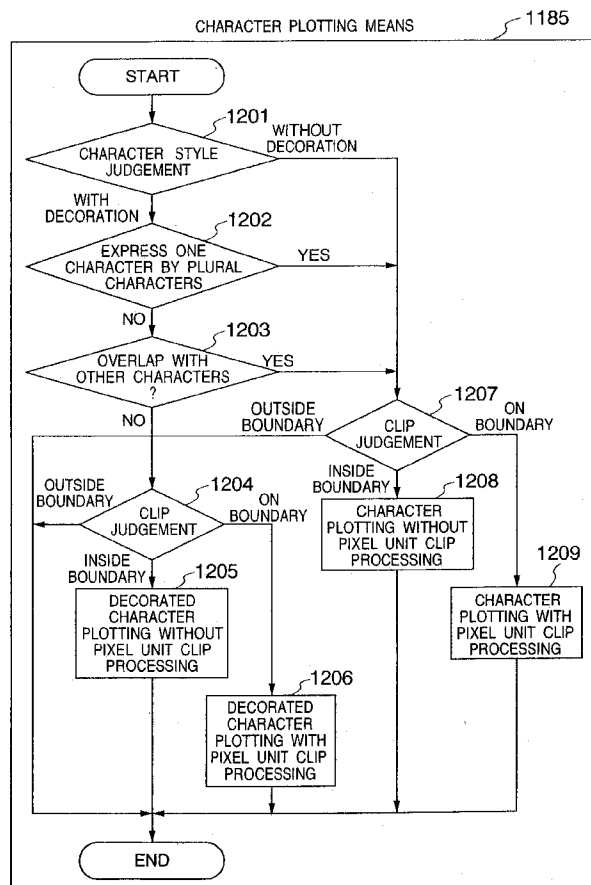 CHARACTER PLOTTING MEANS
1185
START
1201
WITHOUT
DECORATION
CHARACTER STYLE
JUDGEMENT
WITH
DECORATION
1202
EXPRESS ONE
CHARACTER BY PLURAL
CHARACTERS
YES
NO
1203
OVERLAP WITH
OTHER CHARACTERS
?
YES
NO
OUTSIDE
BOUNDARY
1207
CLIP
JUDGEMENT
ON
BOUNDARY
INSIDE
BOUNDARY
1208
CHARACTER
PLOTTING WITHOUT
PIXEL UNIT CLIP
PROCESSING
OUTSIDE
BOUNDARY
1204
CLIP
JUDGEMENT
ON
BOUNDARY
INSIDE
BOUNDARY
1205
DECORATED
CHARACTER
PLOTTING WITHOUT
PIXEL UNIT CLIP
PROCESSING
1209
CHARACTER
PLOTTING WITH
PIXEL UNIT CLIP
PROCESSING
1206
DECORATED
CHARACTER
PLOTTING WITH
PIXEL UNIT CLIP
PROCESSING
END